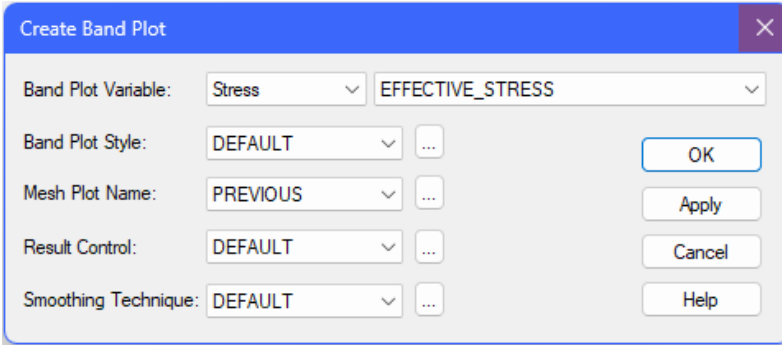 Create Band Plot
Band Plot Variable: Stress EFFECTIVE_STRESS
Band Plot Style: DEFAULT ...
OK
Mesh Plot Name: PREVIOUS ...
Apply
Result Control: DEFAULT ...
Cancel
Smoothing Technique: DEFAULT ...
Help